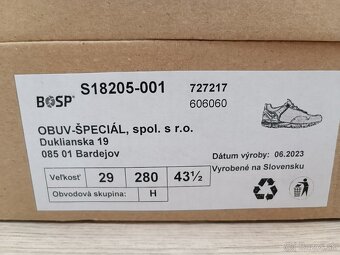 BOSP S18205-001 727217
606060
OBUV-ŠPECIÁL, spol. s r.o.
Duklianska 19
085 01 Bardejov
Dátum výroby: 06.2023
Vyrobené na Slovensku
Veľkosť 29 280 43½
Obvodová skupina: H